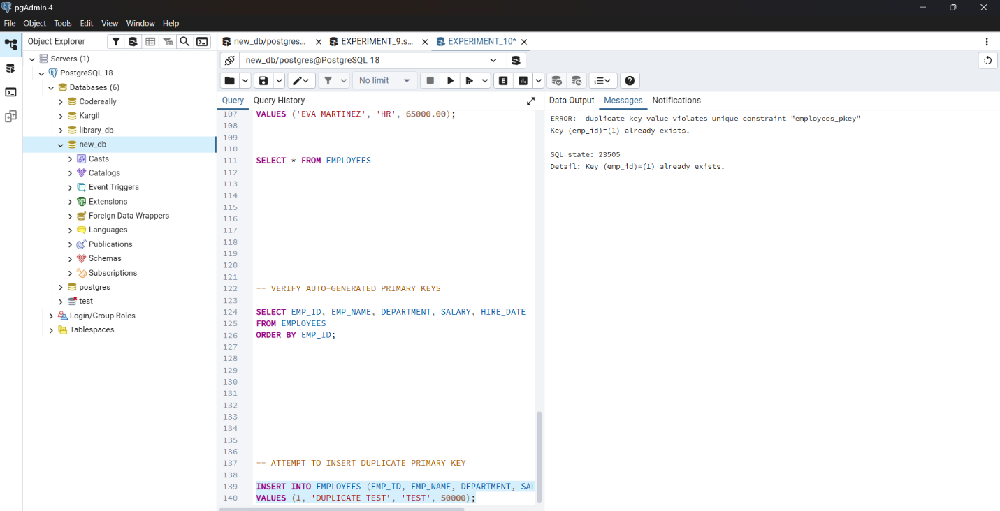 pgAdmin 4
File Object Tools Edit View Window Help
Object Explorer
Servers (1)
PostgreSQL 18
Databases (6)
Codereally
Kargil
library_db
new_db
Casts
Catalogs
Event Triggers
Extensions
Foreign Data Wrappers
Languages
Publications
Schemas
Subscriptions
postgres
test
Login/Group Roles
Tablespaces
new_db/postgres... EXPERIMENT_9.s... EXPERIMENT_10*
new_db/postgres@PostgreSQL 18
No limit E
Query Query History
107 VALUES ('EVA MARTINEZ', 'HR', 65000.00);
108
109
110
111 SELECT * FROM EMPLOYEES
112
113
114
115
116
117
118
119
120
121
122 -- VERIFY AUTO-GENERATED PRIMARY KEYS
123
124 SELECT EMP_ID, EMP_NAME, DEPARTMENT, SALARY, HIRE_DATE
125 FROM EMPLOYEES
126 ORDER BY EMP_ID;
127
128
129
130
131
132
133
134
135
136
137 -- ATTEMPT TO INSERT DUPLICATE PRIMARY KEY
138
139 INSERT INTO EMPLOYEES (EMP_ID, EMP_NAME, DEPARTMENT, SAL
140 VALUES (1, 'DUPLICATE TEST', 'TEST', 50000);
Data Output Messages Notifications
ERROR:  duplicate key value violates unique constraint "employees_pkey"
Key (emp_id)=(1) already exists.
SQL state: 23505
Detail: Key (emp_id)=(1) already exists.